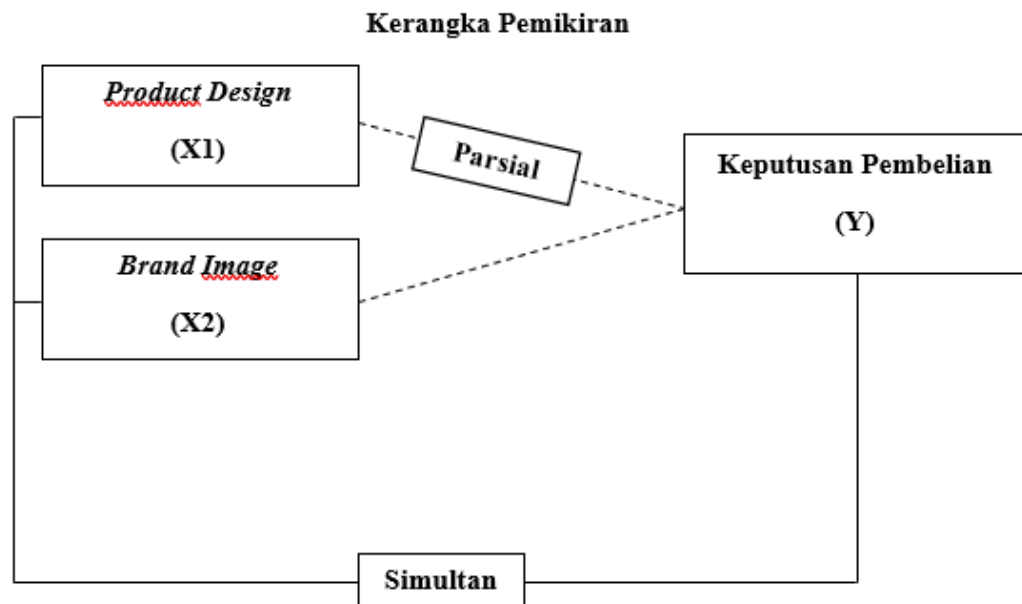 Kerangka Pemikiran
Product Design
(X1)
Parsial
Keputusan Pembelian
(Y)
Brand Image
(X2)
Simultan